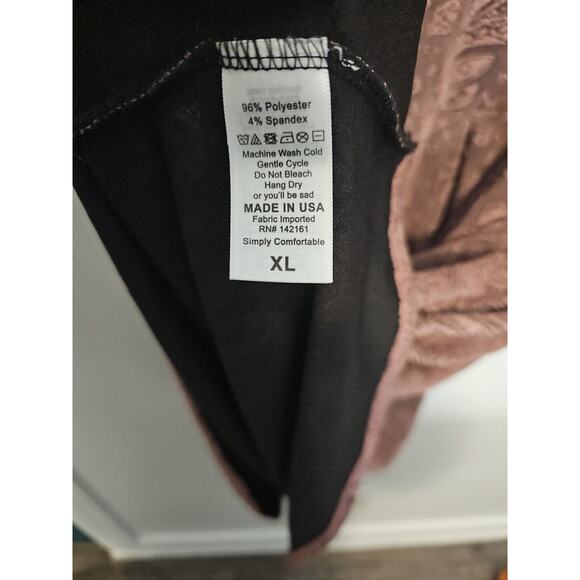 96% Polyester
4% Spandex
Machine Wash Cold
Gentle Cycle
Do Not Bleach
Hang Dry
or you'll be sad
MADE IN USA
Fabric Imported
RN# 142161
Simply Comfortable
XL